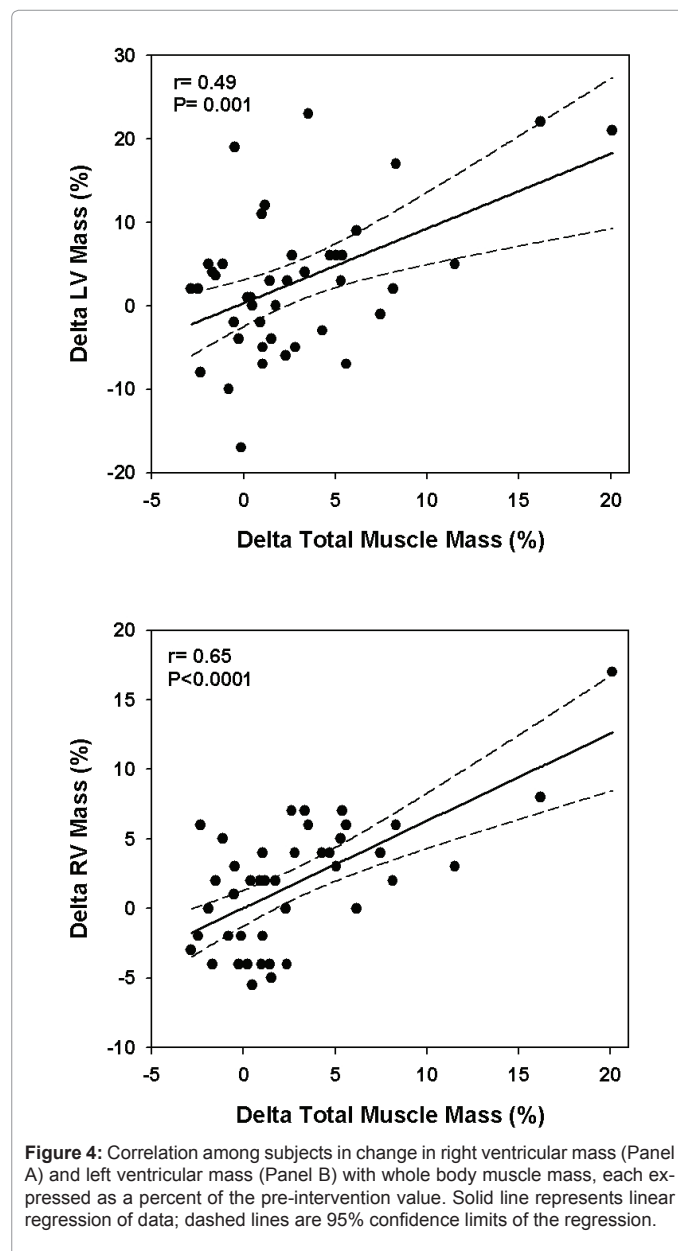 30
r= 0.49
P= 0.001
20
10
0
-10
-20
Delta LV Mass (%)
-5 0 5 10 15 20
Delta Total Muscle Mass (%)
20
r= 0.65
P<0.0001
15
10
5
0
-5
-10
Delta RV Mass (%)
-5 0 5 10 15 20
Delta Total Muscle Mass (%)
Figure 4: Correlation among subjects in change in right ventricular mass (Panel
A) and left ventricular mass (Panel B) with whole body muscle mass, each ex-
pressed as a percent of the pre-intervention value. Solid line represents linear
regression of data; dashed lines are 95% confidence limits of the regression.